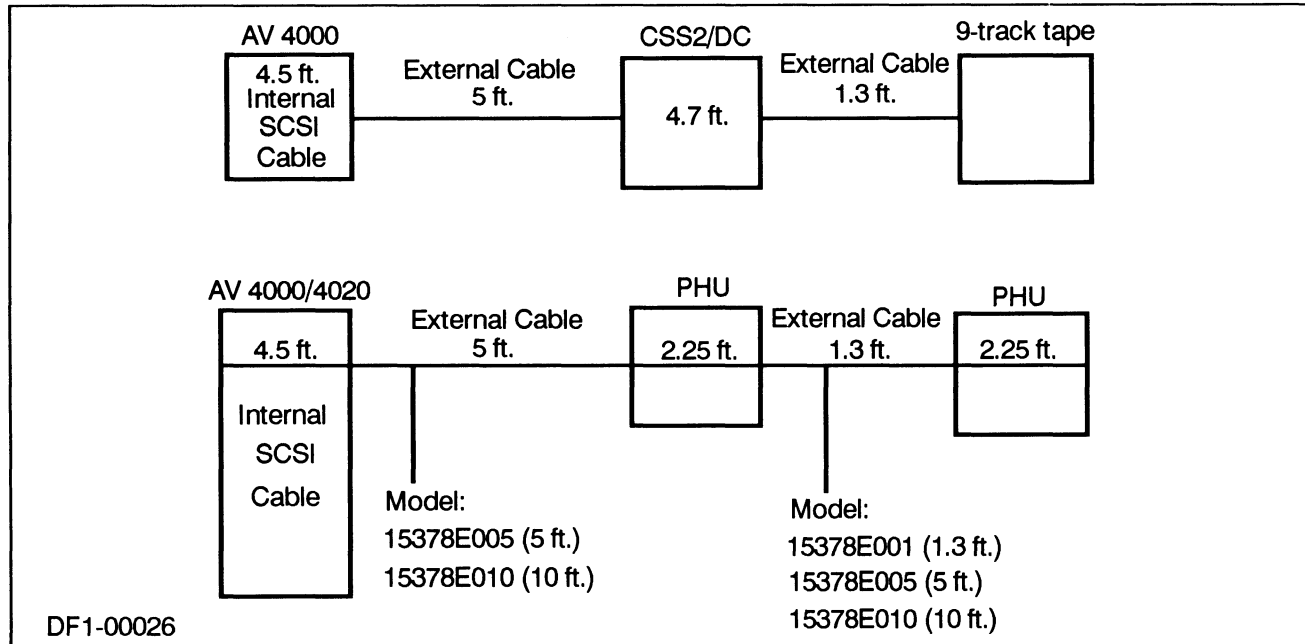 AV 4000
4.5 ft.
Internal
SCSI
Cable
External Cable
5 ft.
CSS2/DC
4.7 ft.
External Cable
1.3 ft.
9-track tape
AV 4000/4020
4.5 ft.
Internal
SCSI
Cable
External Cable
5 ft.
Model:
15378E005 (5 ft.)
15378E010 (10 ft.)
PHU
2.25 ft.
External Cable
1.3 ft.
Model:
15378E001 (1.3 ft.)
15378E005 (5 ft.)
15378E010 (10 ft.)
PHU
2.25 ft.
DF1-00026